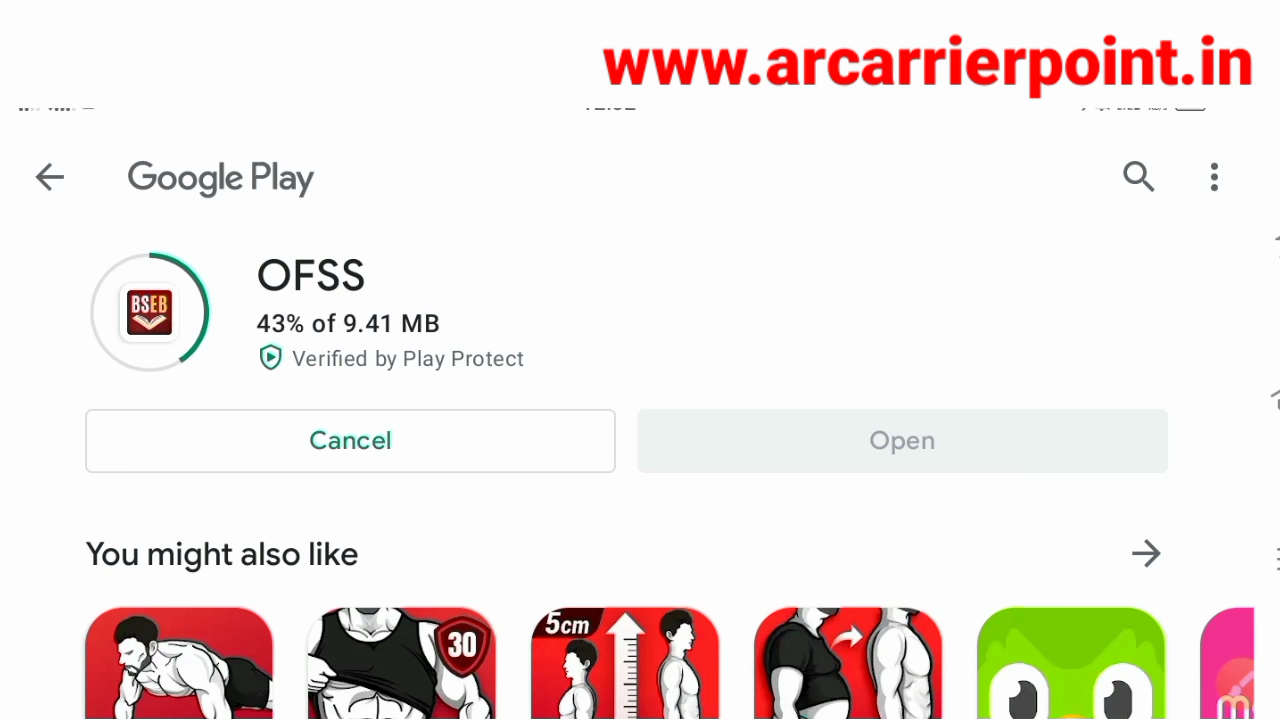 www.arcarrierpoint.in
Google Play
BSEB
OFSS
43% of 9.41 MB
Verified by Play Protect
Cancel
Open
You might also like
30
5cm
m